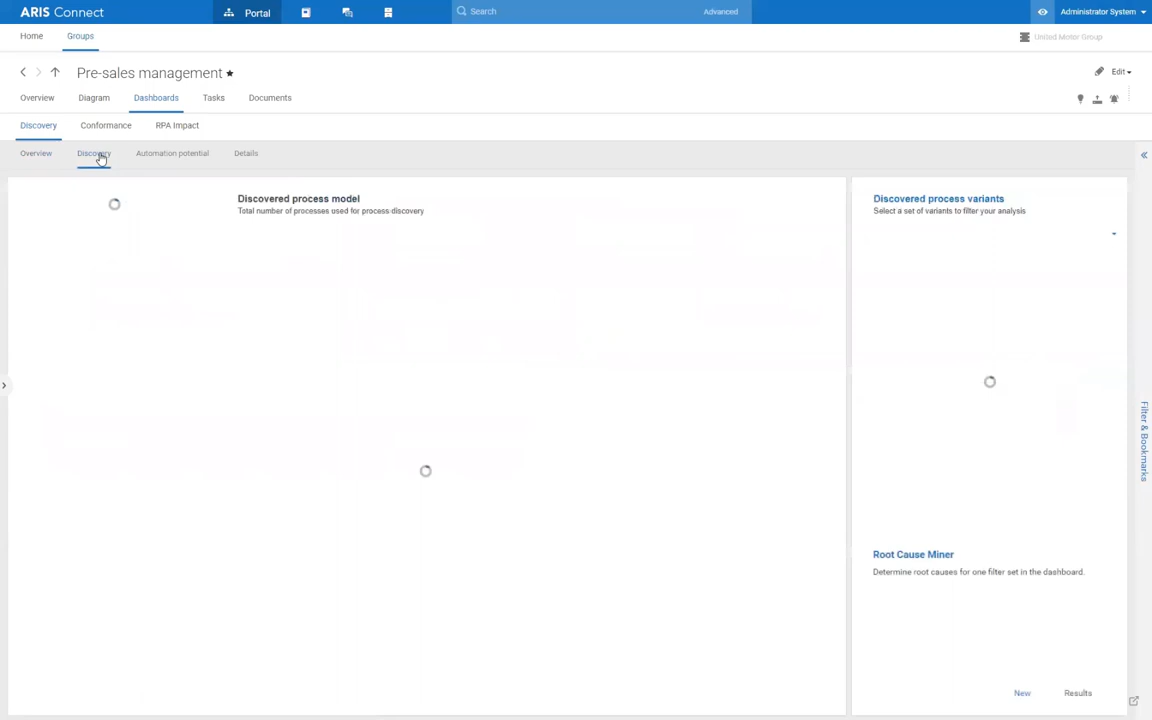 ARIS Connect
Portal
Search
Advanced
Administrator System
Home
Groups
United Motor Group
Pre-sales management
Edit
Overview
Diagram
Dashboards
Tasks
Documents
Discovery
Conformance
RPA Impact
Overview
Discovery
Automation potential
Details
Discovered process model
Total number of processes used for process discovery
Discovered process variants
Select a set of variants to filter your analysis
Filter & Bookmarks
Root Cause Miner
Determine root causes for one filter set in the dashboard.
New
Results